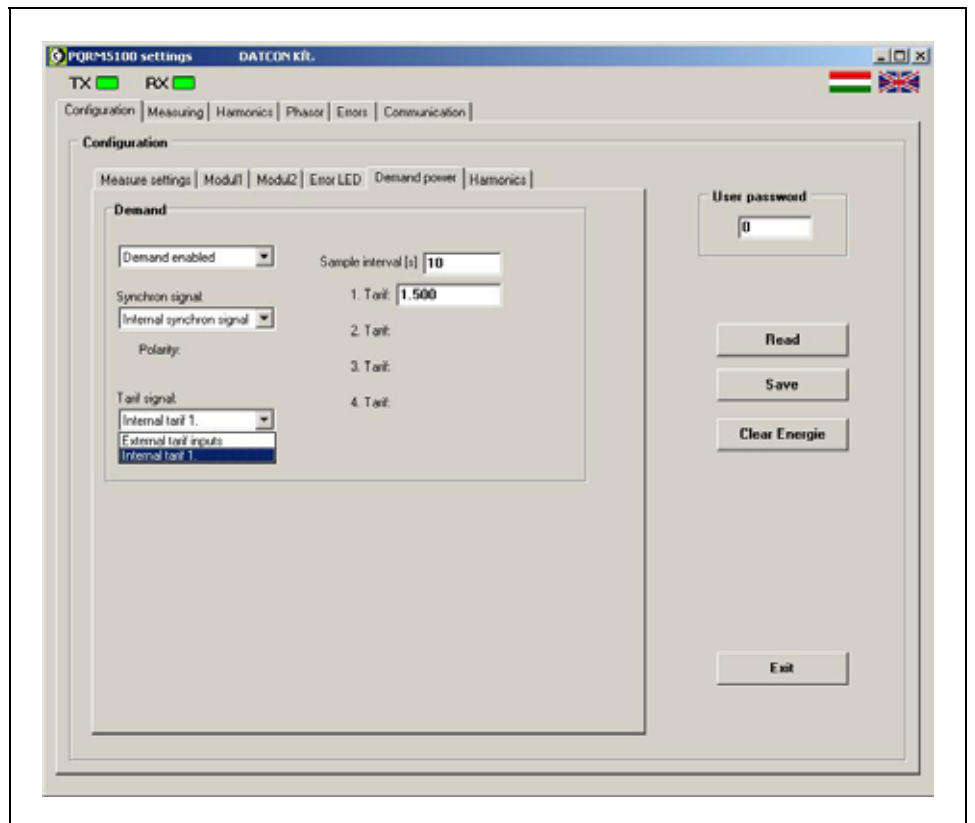 PQRM5100 settings DATCON Kft.
TX RX
Configuration Measuring Harmonics Phasor Errors Communication
Configuration
Measure settings Modul1 Modul2 Error LED Demand power Harmonics
User password
0
Demand
Demand enabled
Sample interval [s] 10
Synchron signal:
1. Tarif: 1.500
Internal synchron signal
2. Tarif:
Polarity:
3. Tarif:
Tarif signal:
4. Tarif:
Internal tarif 1.
External tarif inputs
Internal tarif 1.
Read
Save
Clear Energie
Exit